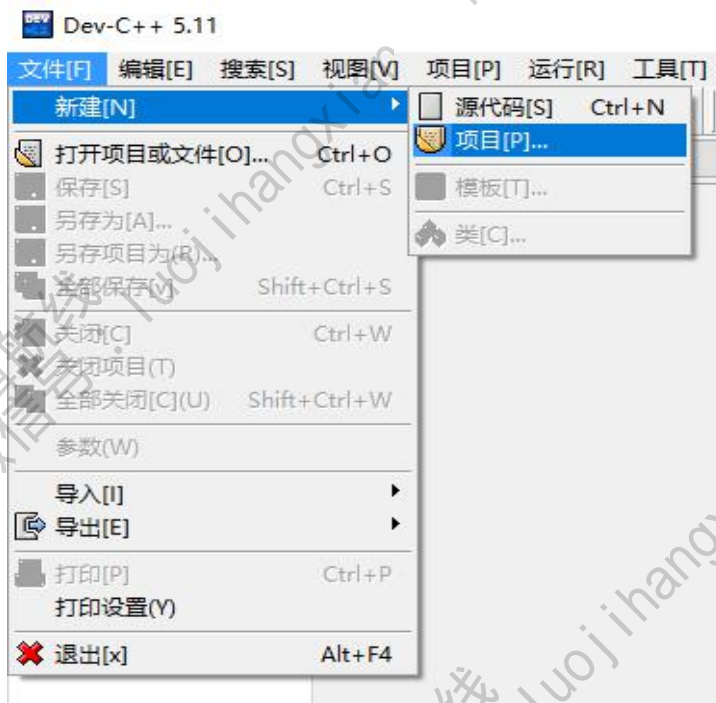 Dev-C++ 5.11
文件[F] 编辑[E] 搜索[S] 视图[V] 项目[P] 运行[R] 工具[T]
新建[N]
源代码[S] Ctrl+N
项目[P]...
模板[T]...
类[C]...
打开项目或文件[O]... Ctrl+O
保存[S] Ctrl+S
另存为[A]...
另存项目为(R)...
全部保存[v] Shift+Ctrl+S
关闭[C] Ctrl+W
关闭项目(T)
全部关闭[C](U) Shift+Ctrl+W
参数(W)
导入[I]
导出[E]
打印[P] Ctrl+P
打印设置(Y)
退出[x] Alt+F4
luojihangxiao
luojihang